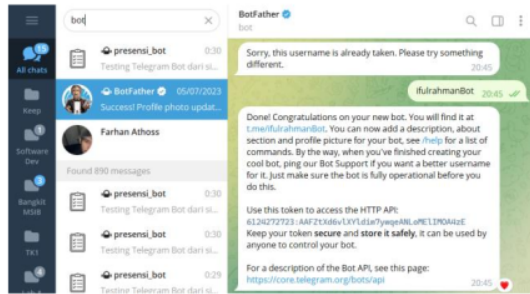 bot
15
All chats
Keep
Software
Dev
Bangkit
MSIB
TK1
presensi_bot 0:30
Testing Telegram Bot dari si...
BotFather 05/07/2023
Success! Profile photo updat...
Farhan Athoss
Found 890 messages
presensi_bot 0:30
Testing Telegram Bot dari si...
presensi_bot 0:30
Testing Telegram Bot dari si...
presensi_bot 0:29
Testing Telegram Bot dari si...
BotFather
bot
Sorry, this username is already taken. Please try something
different. 20:45
ifulrahmanBot 20:45
Done! Congratulations on your new bot. You will find it at
t.me/ifulrahmanBot. You can now add a description, about
section and profile picture for your bot, see /help for a list of
commands. By the way, when you've finished creating your
cool bot, ping our Bot Support if you want a better username
for it. Just make sure the bot is fully operational before you
do this.
Use this token to access the HTTP API:
Keep your token secure and store it safely, it can be used by
anyone to control your bot.
For a description of the Bot API, see this page:
https://core.telegram.org/bots/api 20:45